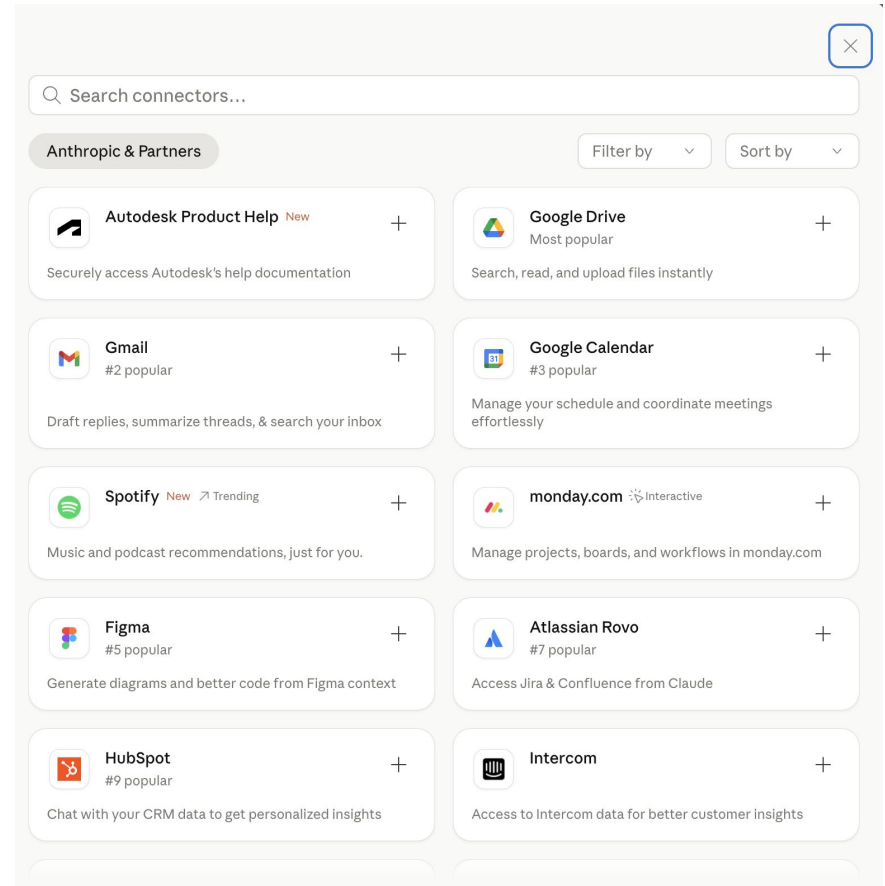 Search connectors...
Anthropic & Partners
Filter by
Sort by
Autodesk Product Help New
Securely access Autodesk's help documentation
Google Drive
Most popular
Search, read, and upload files instantly
Gmail
#2 popular
Draft replies, summarize threads, & search your inbox
31
Google Calendar
#3 popular
Manage your schedule and coordinate meetings
effortlessly
Spotify New Trending
Music and podcast recommendations, just for you.
monday.com Interactive
Manage projects, boards, and workflows in monday.com
Figma
#5 popular
Generate diagrams and better code from Figma context
Atlassian Rovo
#7 popular
Access Jira & Confluence from Claude
HubSpot
#9 popular
Chat with your CRM data to get personalized insights
Intercom
Access to Intercom data for better customer insights